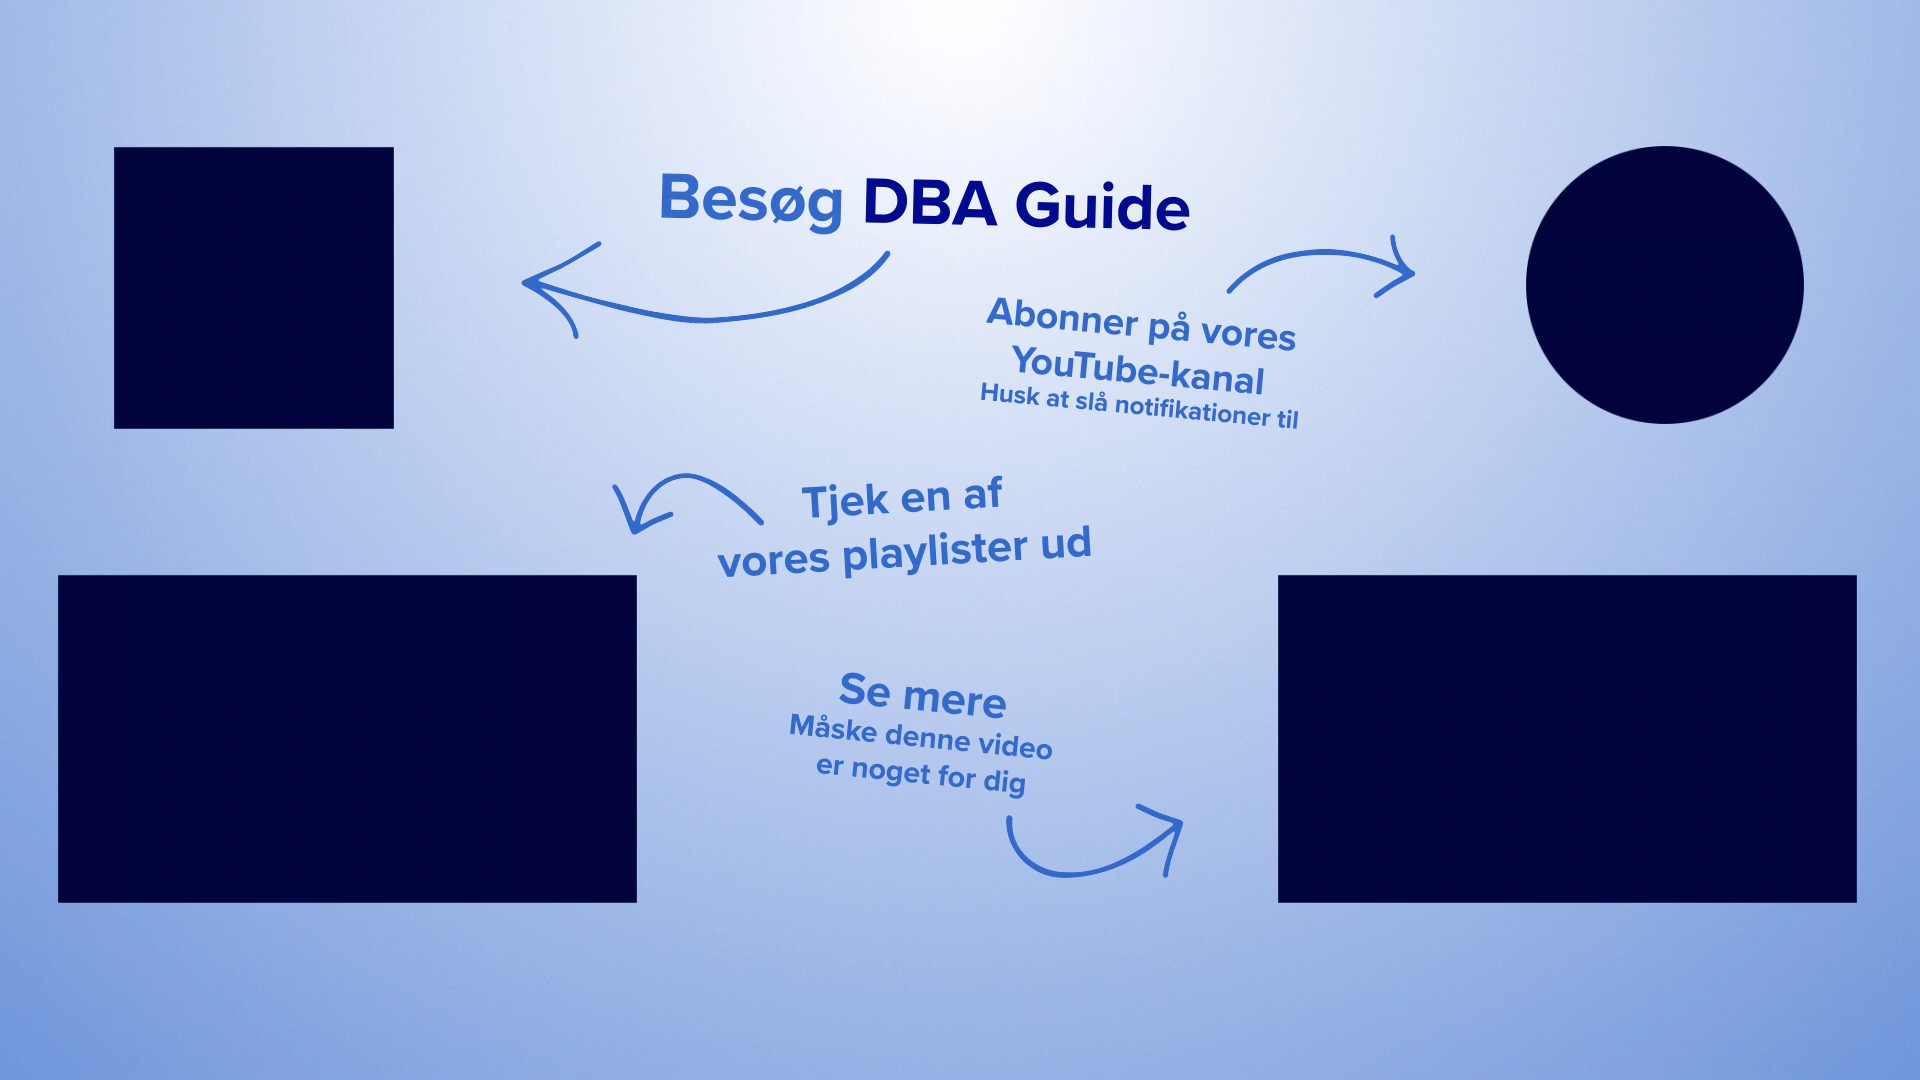 Besøg DBA Guide
Abonner på vores
YouTube-kanal
Husk at slå notifikationer til
Tjek en af
vores playlister ud
Se mere
Måske denne video
er noget for dig